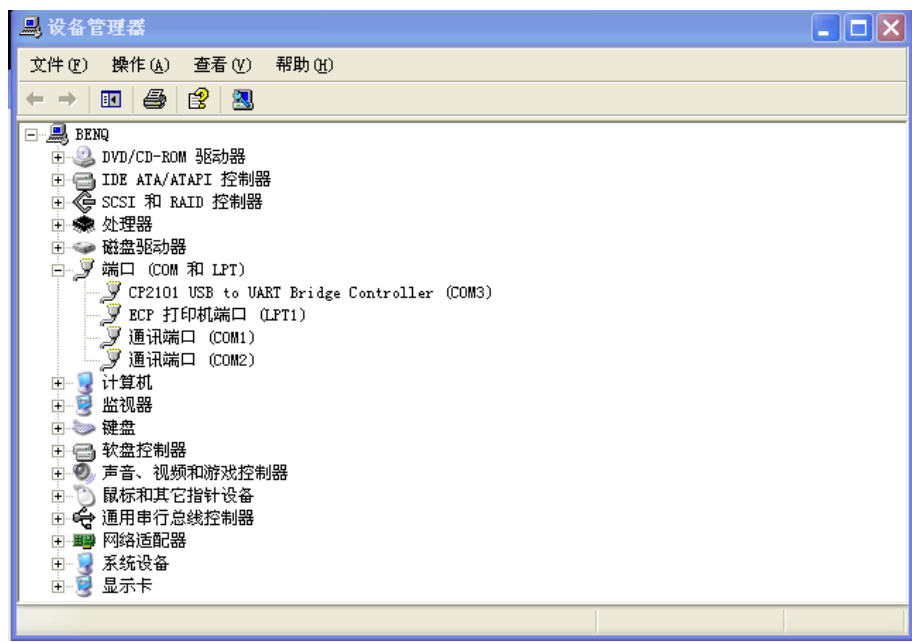 设备管理器
文件(F) 操作(A) 查看(V) 帮助(H)
BENQ
DVD/CD-ROM 驱动器
IDE ATA/ATAPI 控制器
SCSI 和 RAID 控制器
处理器
磁盘驱动器
端口 (COM 和 LPT)
CP2101 USB to UART Bridge Controller (COM3)
ECP 打印机端口 (LPT1)
通讯端口 (COM1)
通讯端口 (COM2)
计算机
监视器
键盘
软盘控制器
声音、视频和游戏控制器
鼠标和其它指针设备
通用串行总线控制器
网络适配器
系统设备
显示卡